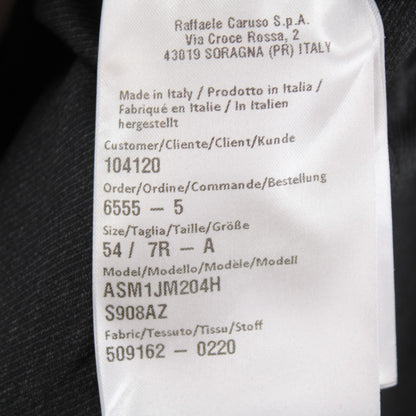 Raffaele Caruso S.p.A.
Via Croce Rossa, 2
43019 SORAGNA (PR) ITALY
Made in Italy / Prodotto in Italia /
Fabriqué en Italie / In Italien
hergestellt
Customer/Cliente/Client/Kunde
104120
Order/Ordine/Commande/Bestellung
6555 – 5
Size/Taglia/Taille/Größe
54 / 7R – A
Model/Modello/Modèle/Modell
ASM1JM204H
S908AZ
Fabric/Tessuto/Tissu/Stoff
509162 – 0220